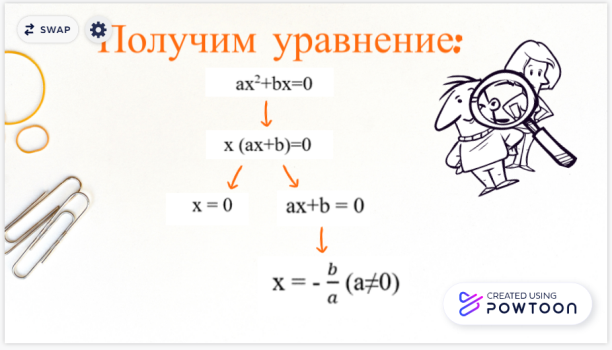 SWAP
Получим уравнение:
ax²+bx=0
x (ax+b)=0
x = 0
ax+b = 0
x = - b/a (a≠0)
CREATED USING
POWTOON